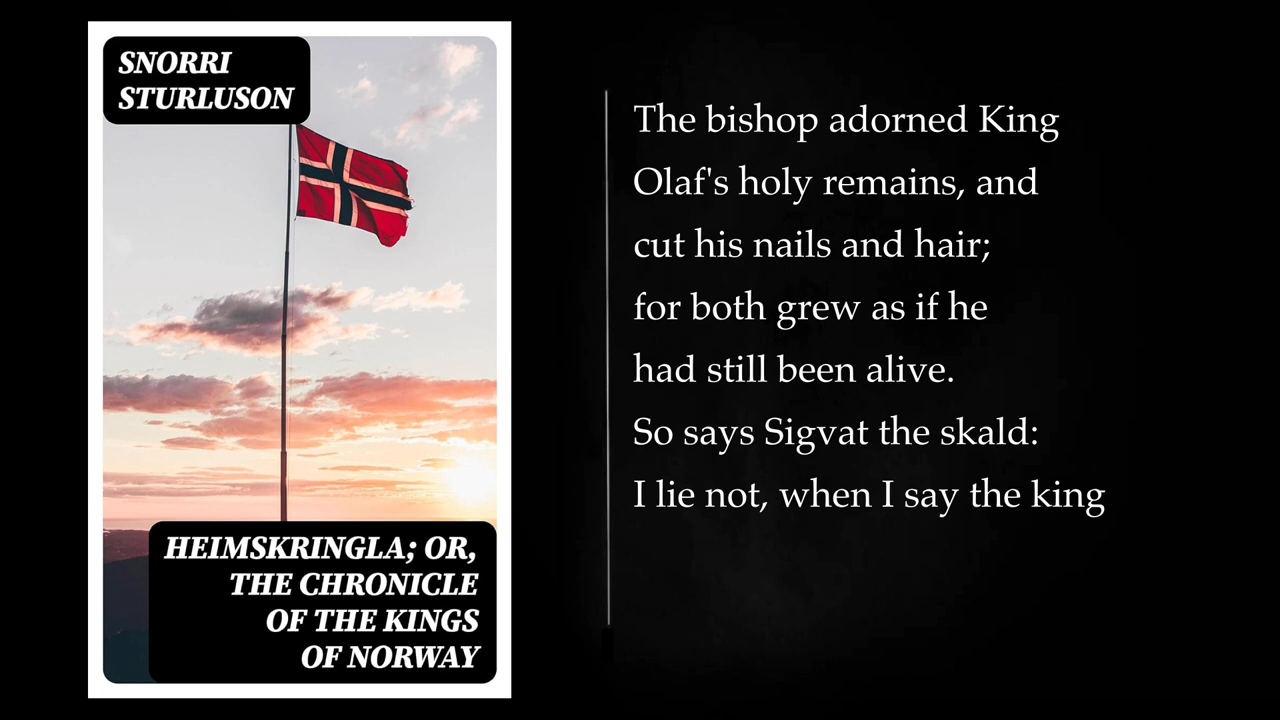 SNORRI
STURLUSON
HEIMSKRINGLA; OR,
THE CHRONICLE
OF THE KINGS
OF NORWAY
The bishop adorned King
Olaf's holy remains, and
cut his nails and hair;
for both grew as if he
had still been alive.
So says Sigvat the skald:
I lie not, when I say the king